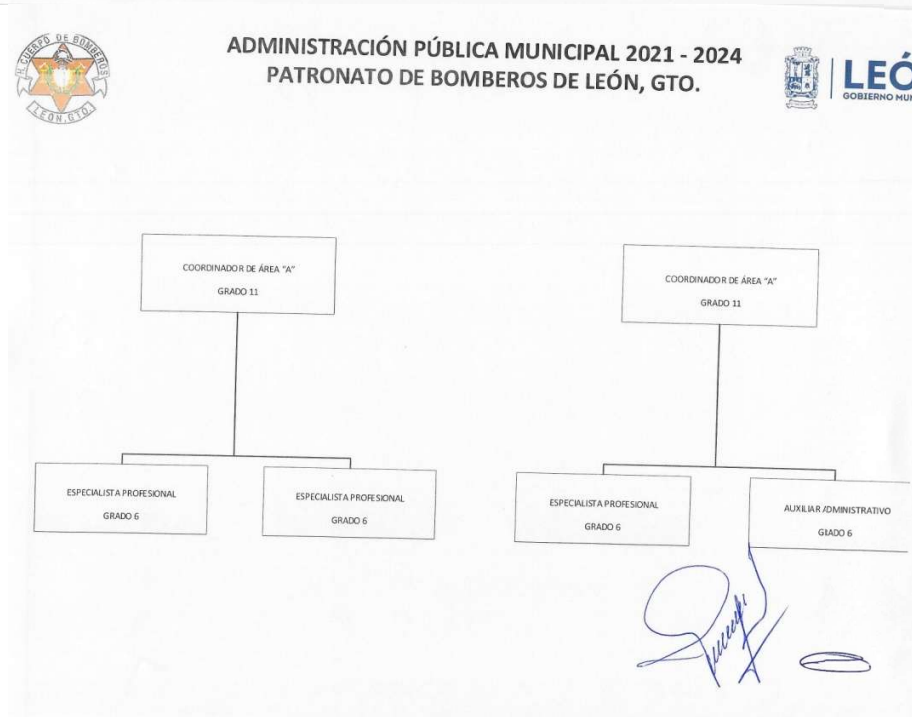 H. CUERPO DE BOMBEROS
LEÓN, GTO.
ADMINISTRACIÓN PÚBLICA MUNICIPAL 2021 - 2024
PATRONATO DE BOMBEROS DE LEÓN, GTO.
LEÓ
GOBIERNO MUN
COORDINADOR DE ÁREA "A"
GRADO 11
COORDINADOR DE ÁREA "A"
GRADO 11
ESPECIALISTA PROFESIONAL
GRADO 6
ESPECIALISTA PROFESIONAL
GRADO 6
ESPECIALISTA PROFESIONAL
GRADO 6
AUXILIAR ADMINISTRATIVO
GRADO 6